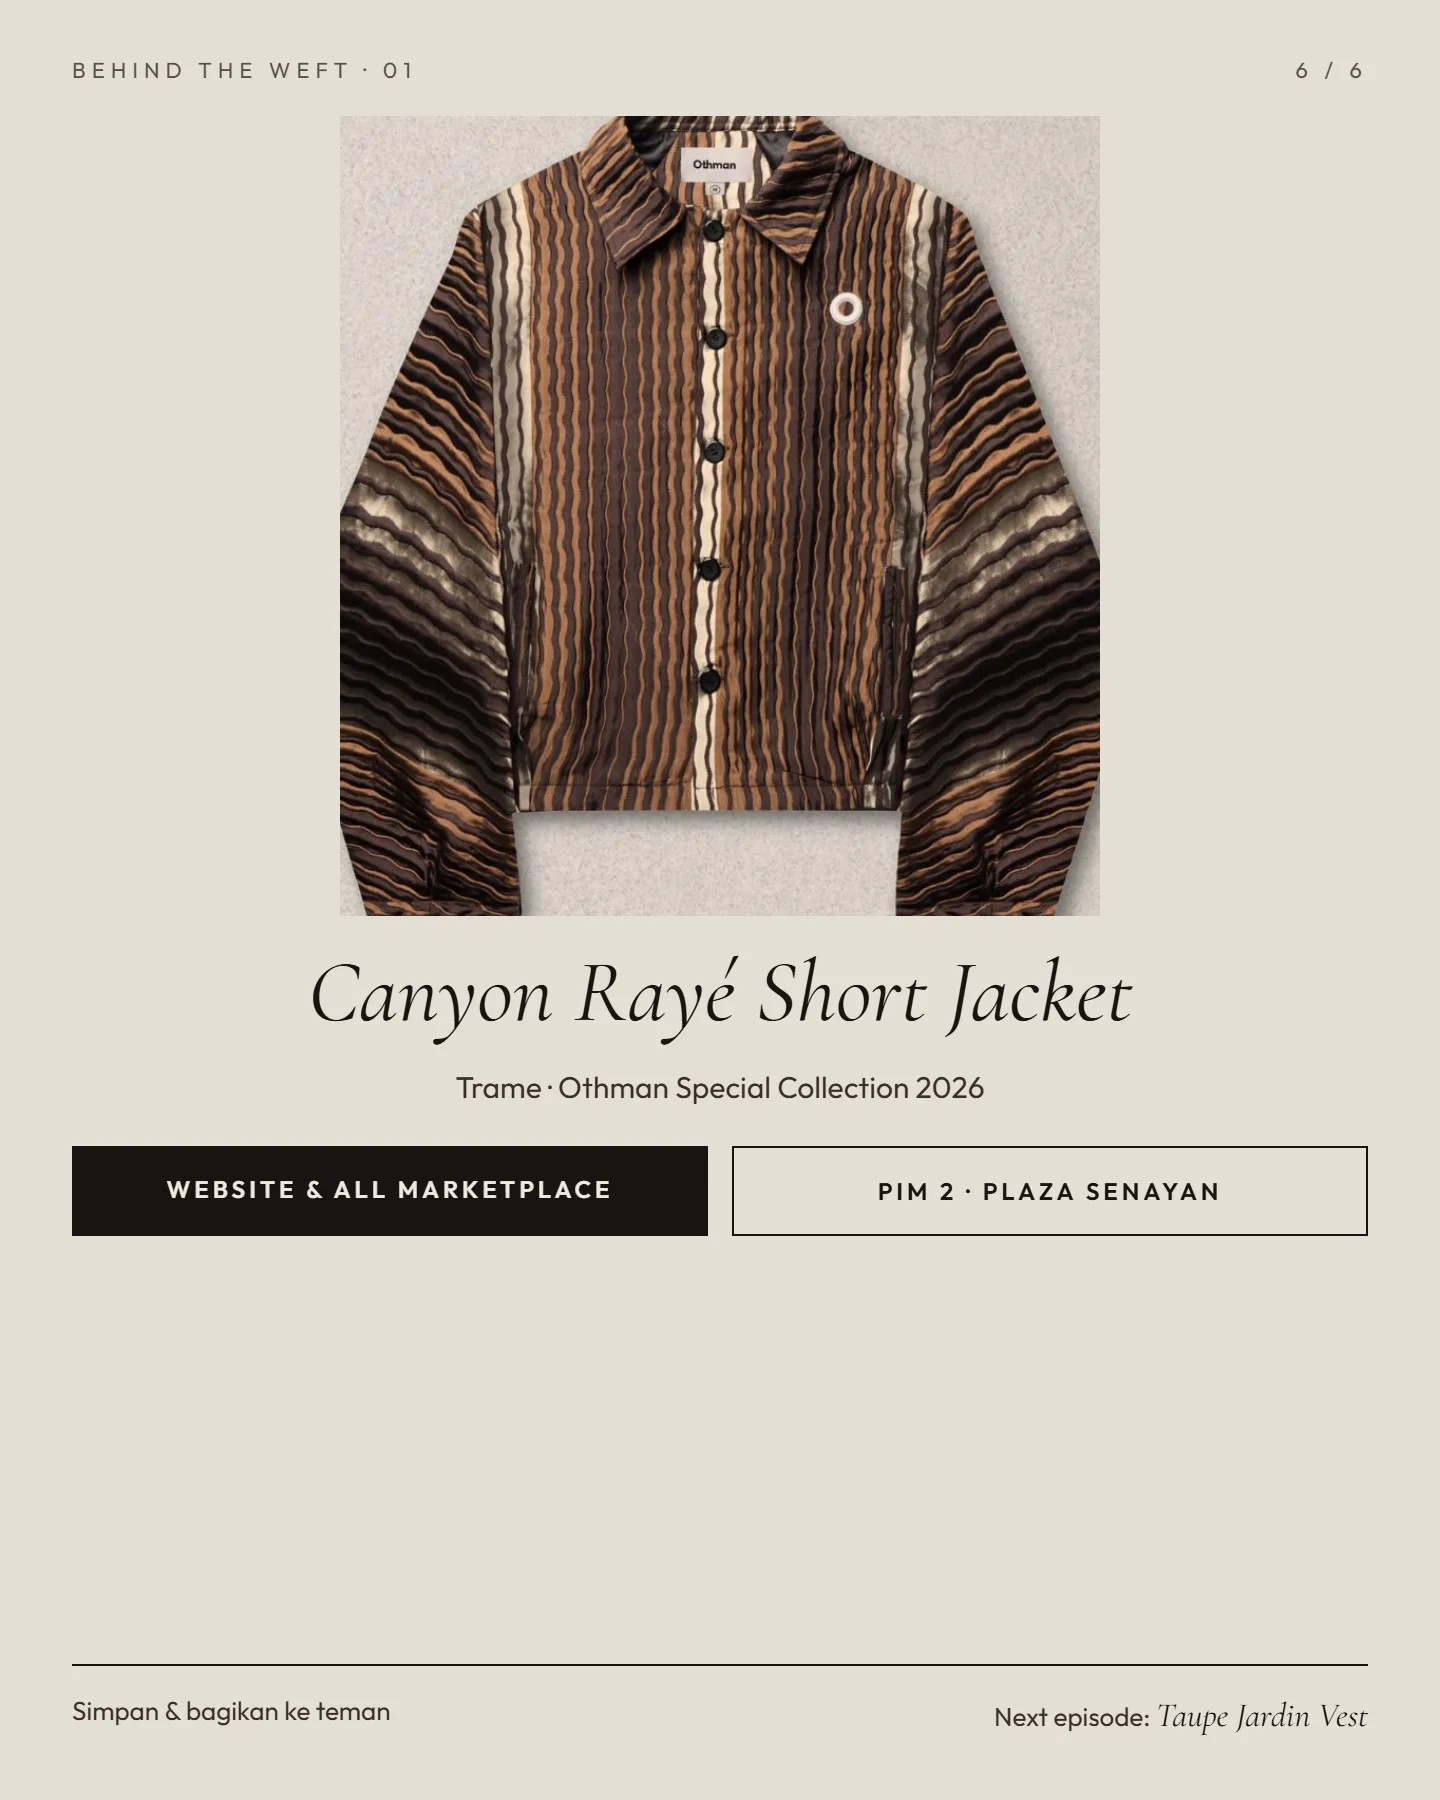 BEHIND THE WEFT · 01
6 / 6
Othman
Canyon Rayé Short Jacket
Trame · Othman Special Collection 2026
WEBSITE & ALL MARKETPLACE
PIM 2 · PLAZA SENAYAN
Simpan & bagikan ke teman
Next episode: Taupe Jardin Vest